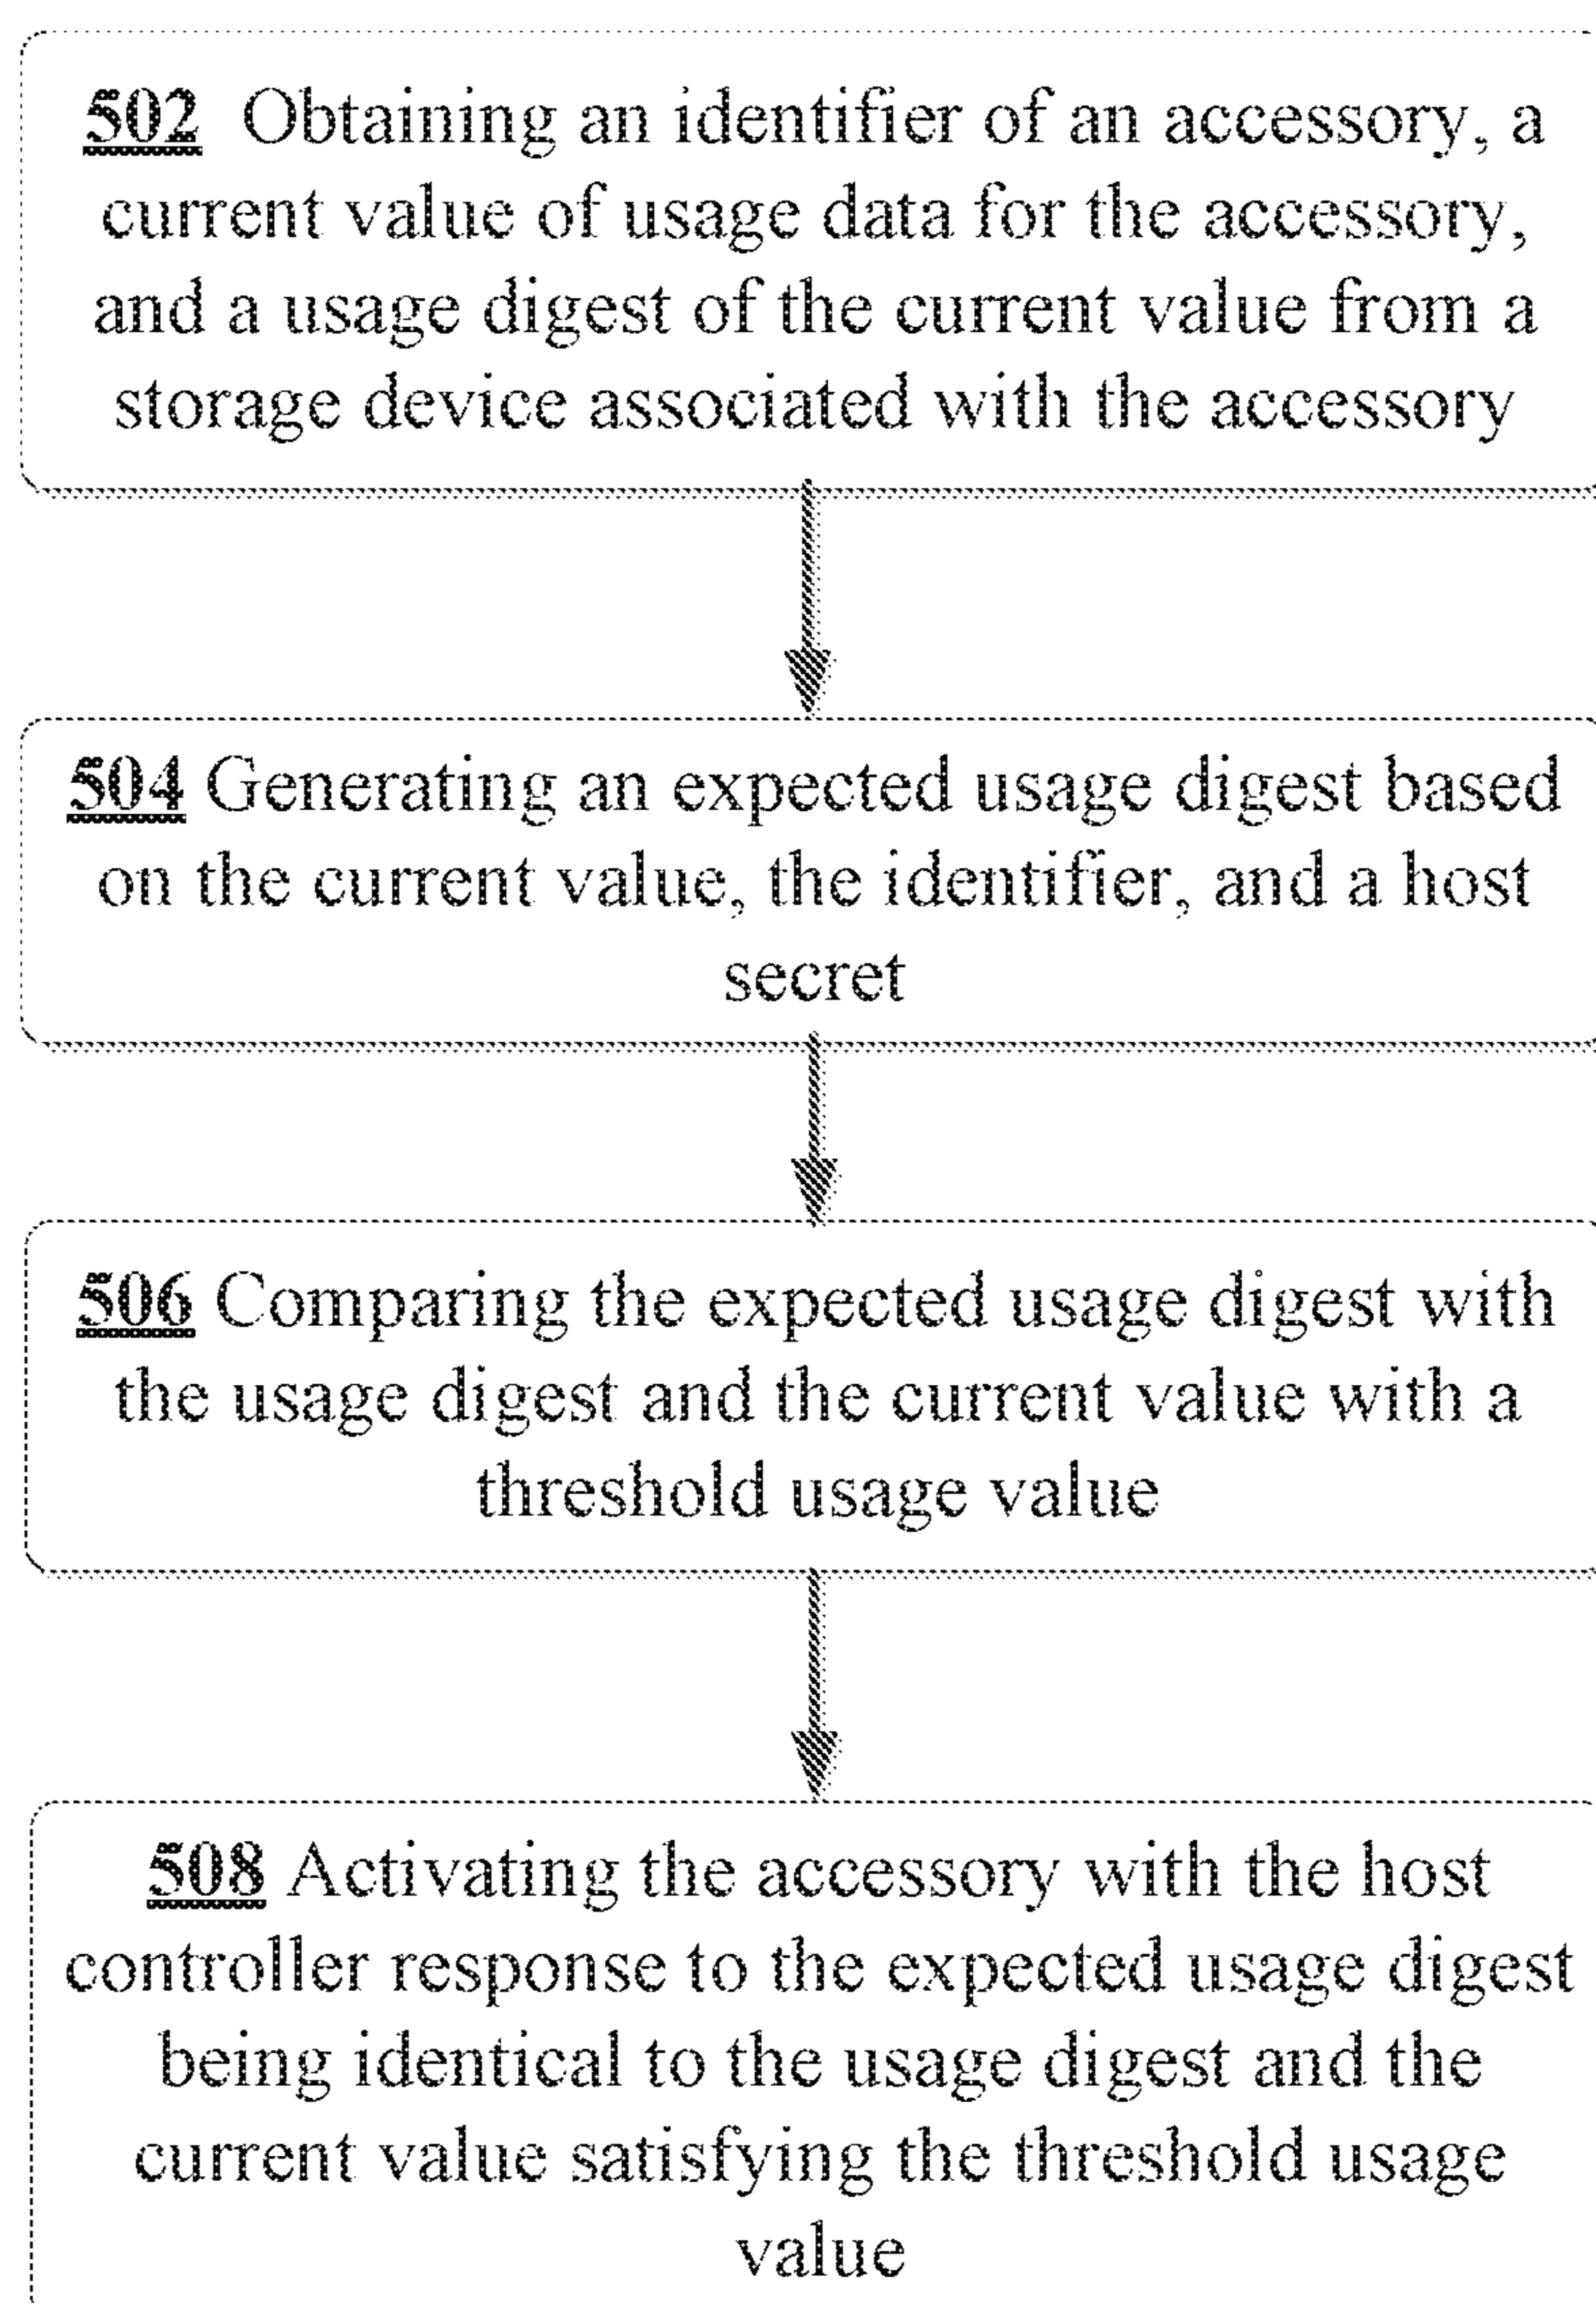 502 Obtaining an identifier of an accessory, a
current value of usage data for the accessory,
and a usage digest of the current value from a
storage device associated with the accessory
504 Generating an expected usage digest based
on the current value, the identifier, and a host
secret
506 Comparing the expected usage digest with
the usage digest and the current value with a
threshold usage value
508 Activating the accessory with the host
controller response to the expected usage digest
being identical to the usage digest and the
current value satisfying the threshold usage
value